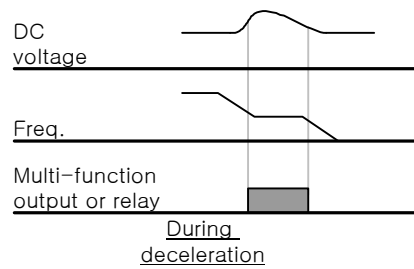 DC
voltage
Freq.
Multi-function
output or relay
During
deceleration